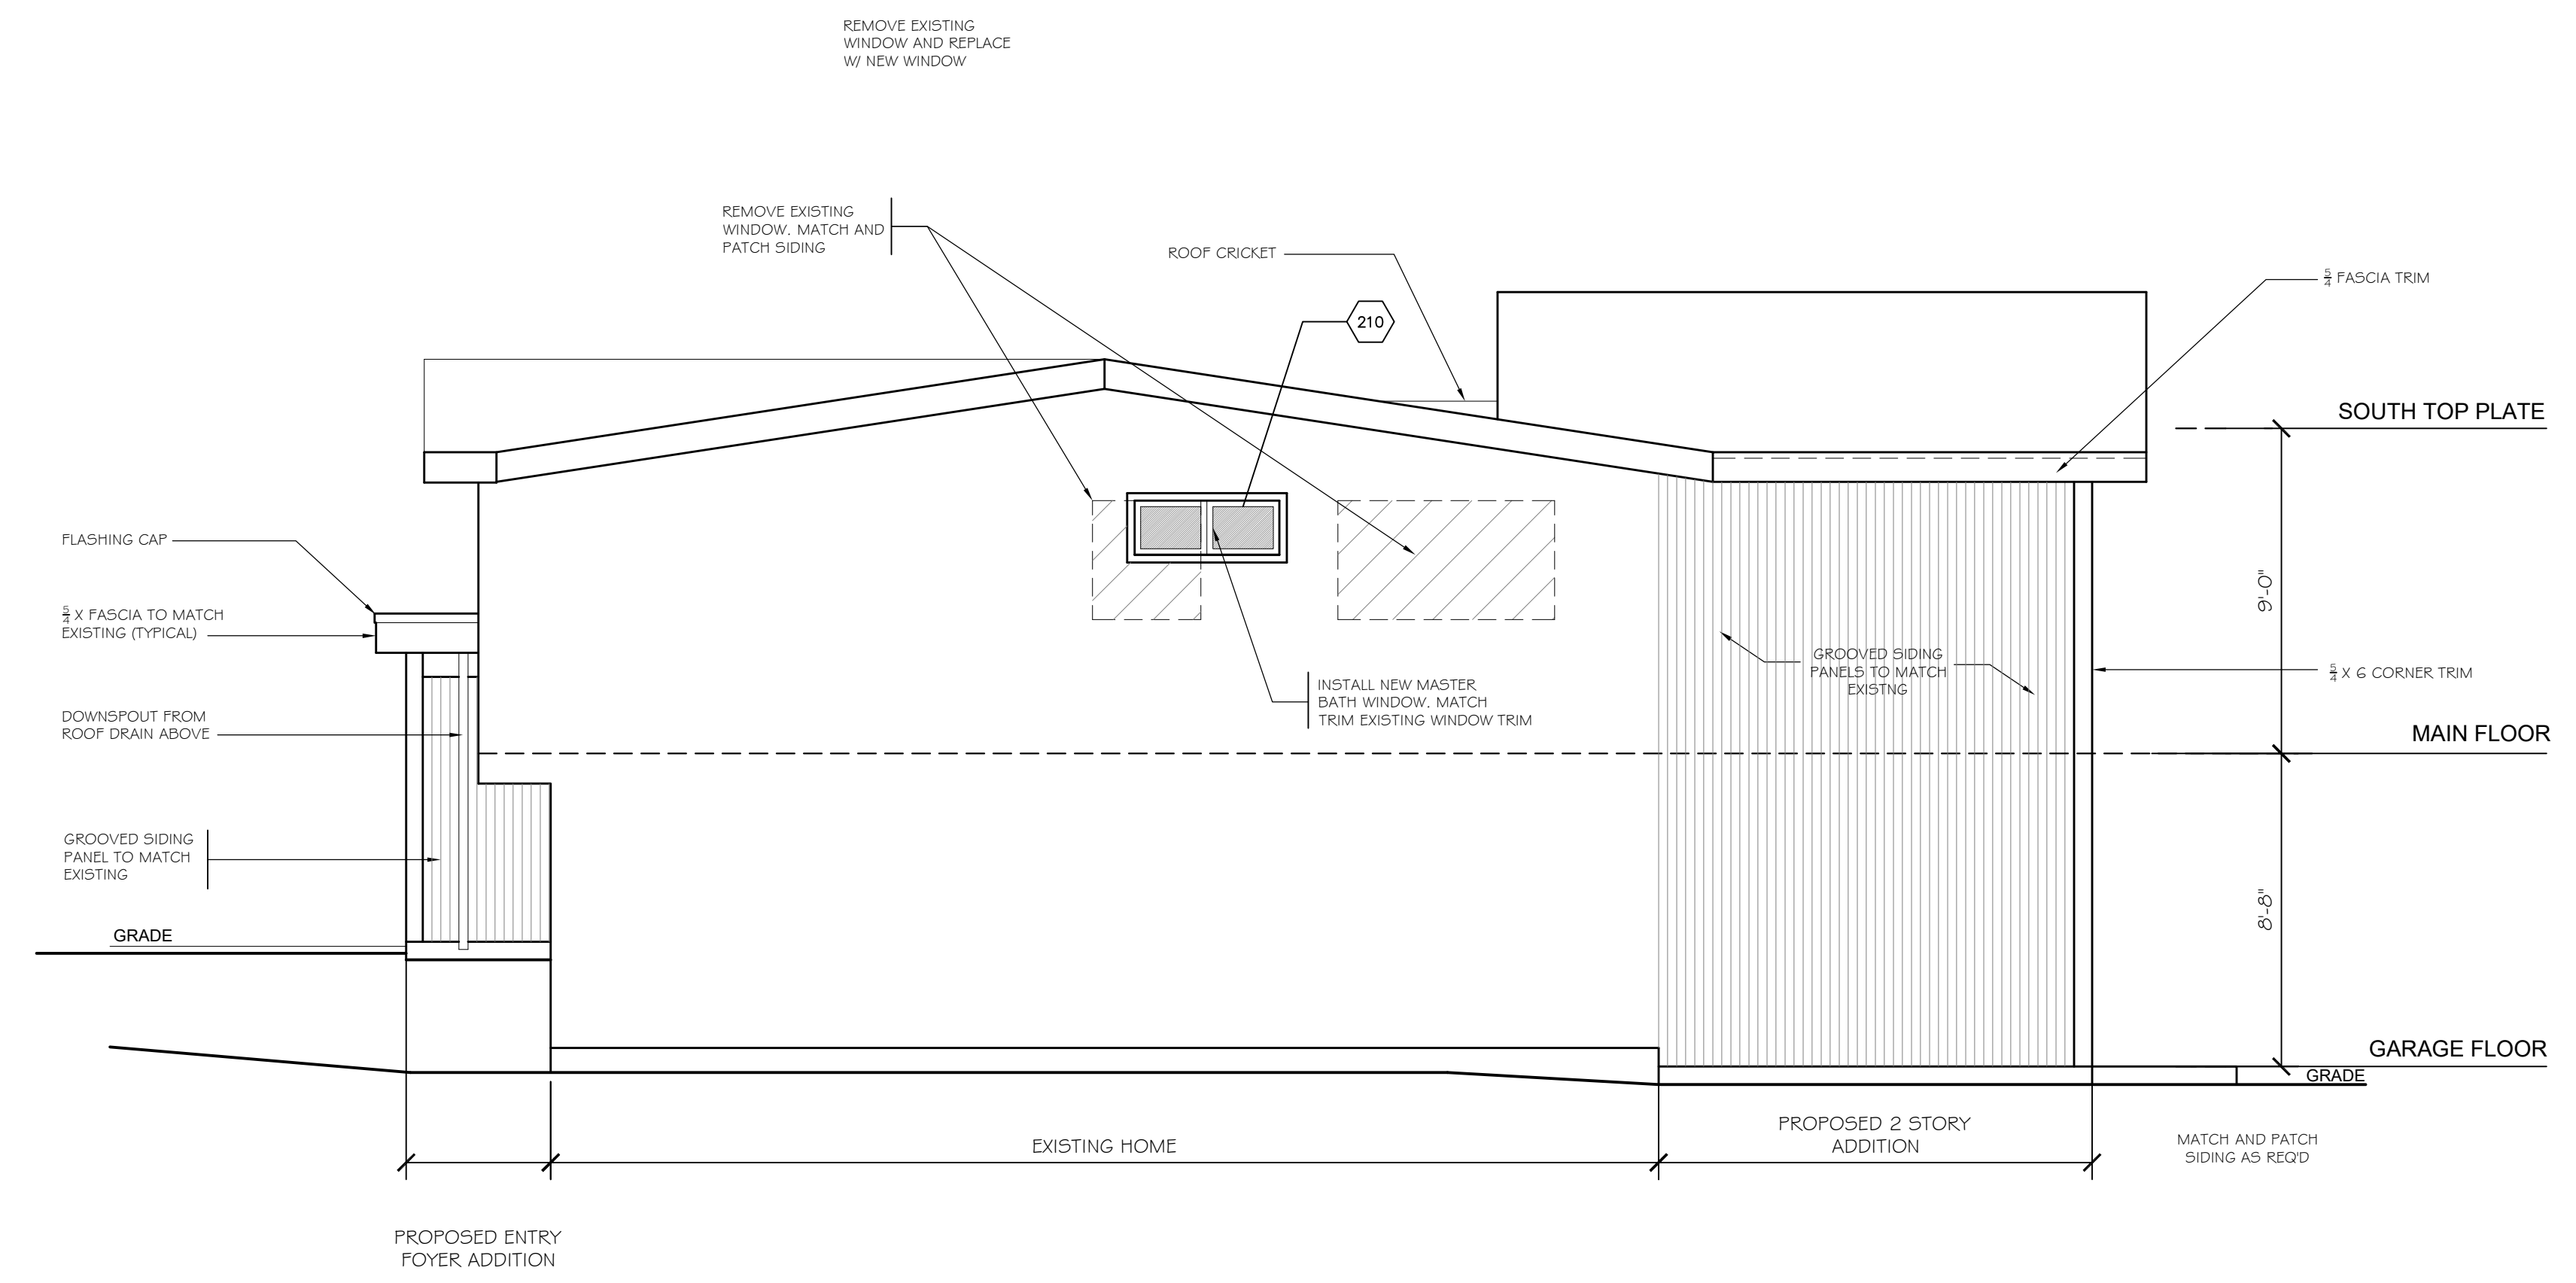 REMOVE EXISTING
WINDOW AND REPLACE
W/ NEW WINDOW
REMOVE EXISTING
WINDOW. MATCH AND
PATCH SIDING
ROOF CRICKET
210
5/4 FASCIA TRIM
SOUTH TOP PLATE
FLASHING CAP
5/4 X FASCIA TO MATCH
EXISTING (TYPICAL)
9'-0"
GROOVED SIDING
PANELS TO MATCH
EXISTNG
5/4 X 6 CORNER TRIM
INSTALL NEW MASTER
BATH WINDOW. MATCH
TRIM EXISTING WINDOW TRIM
DOWNSPOUT FROM
ROOF DRAIN ABOVE
MAIN FLOOR
GROOVED SIDING
PANEL TO MATCH
EXISTING
8'-8"
GRADE
GARAGE FLOOR
GRADE
PROPOSED 2 STORY
ADDITION
EXISTING HOME
MATCH AND PATCH
SIDING AS REQ'D
PROPOSED ENTRY
FOYER ADDITION